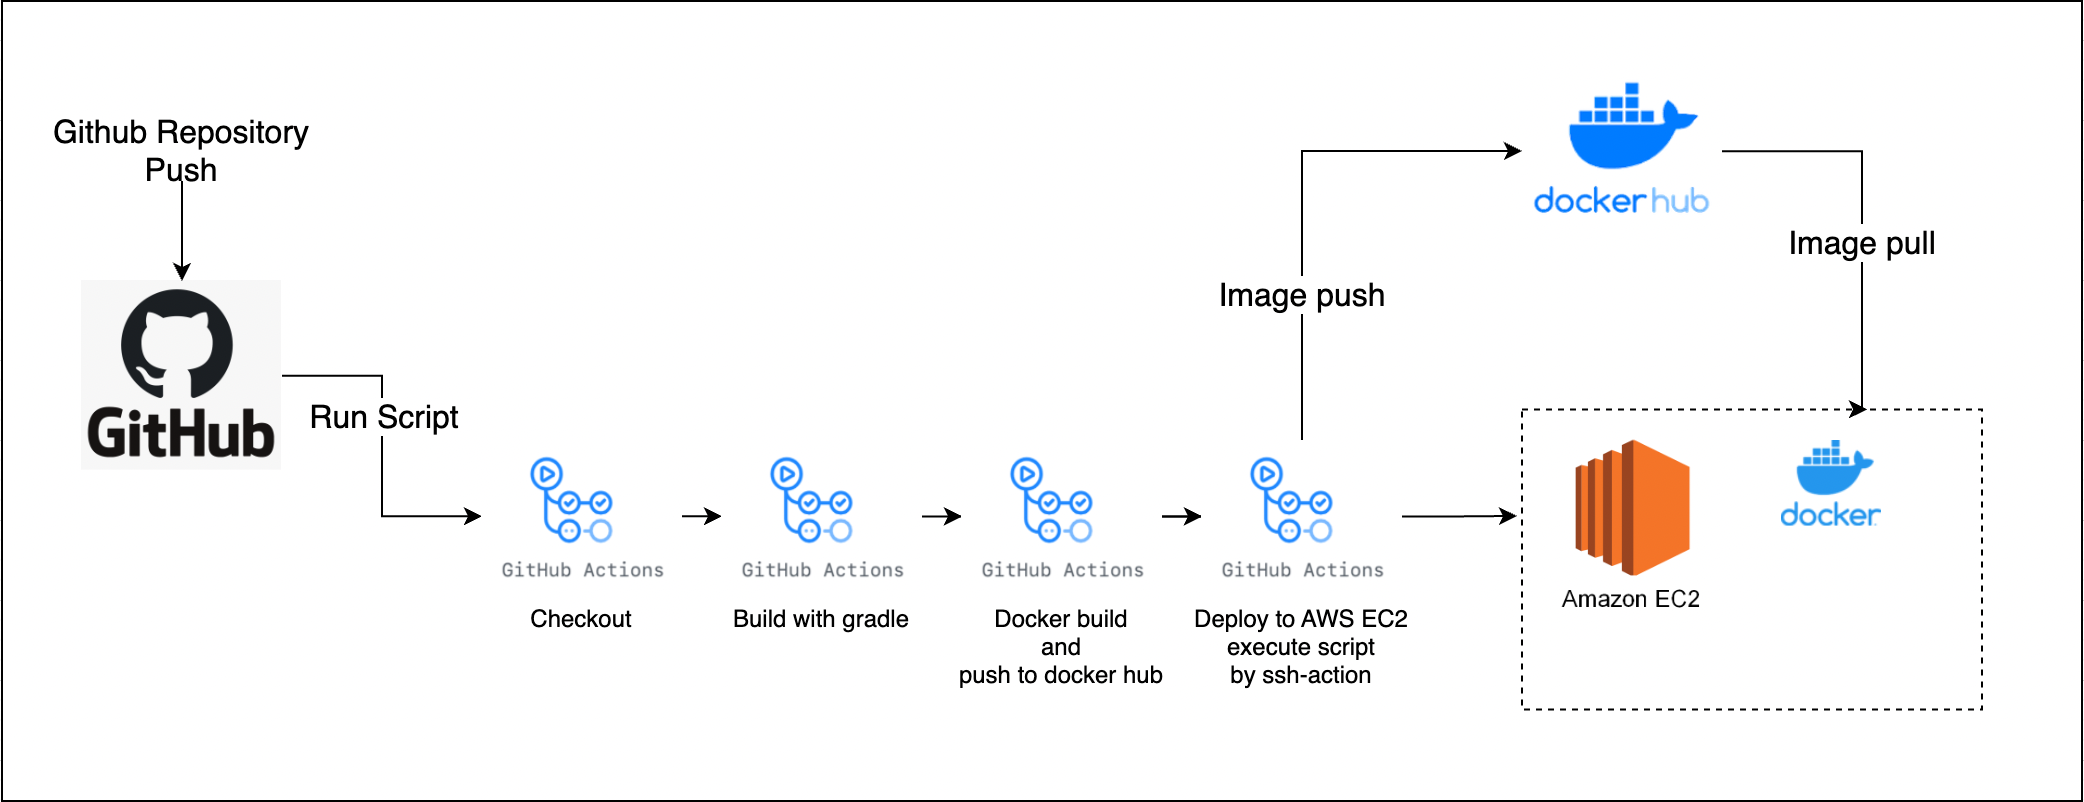 Github Repository
Push
GitHub
Run Script
GitHub Actions
Checkout
GitHub Actions
Build with gradle
GitHub Actions
Docker build
and
push to docker hub
GitHub Actions
Deploy to AWS EC2
execute script
by ssh-action
Image push
docker hub
Image pull
Amazon EC2
docker